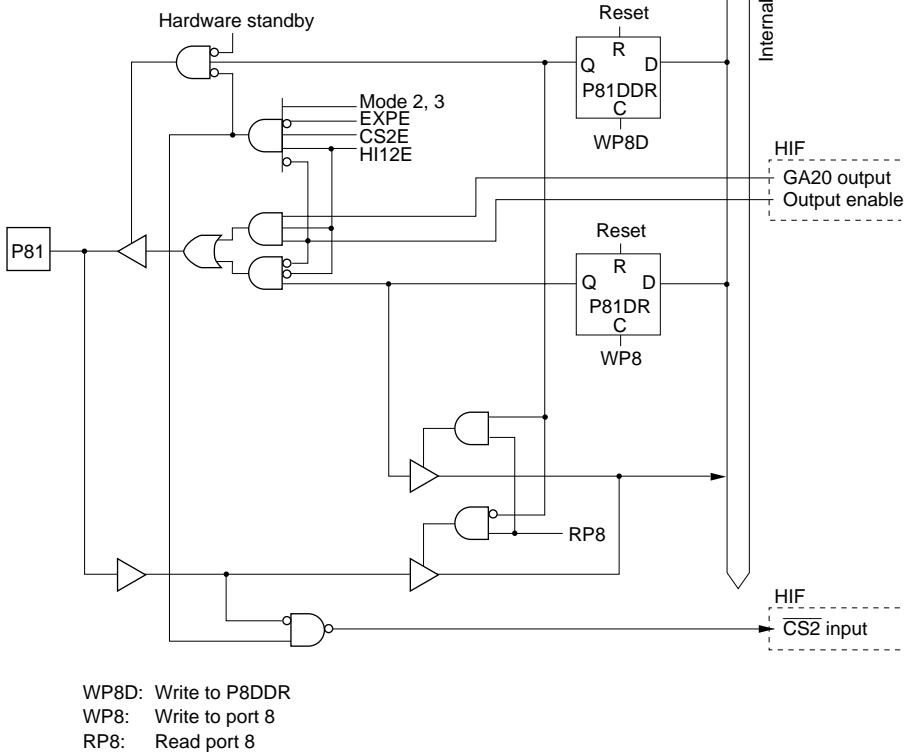 Reset
Hardware standby
Internal
R
Q D
P81DDR
C
WP8D
Mode 2, 3
EXPE
CS2E
HI12E
HIF
GA20 output
Output enable
Reset
P81
R
Q D
P81DR
C
WP8
RP8
HIF
CS2 input
WP8D: Write to P8DDR
WP8: Write to port 8
RP8: Read port 8